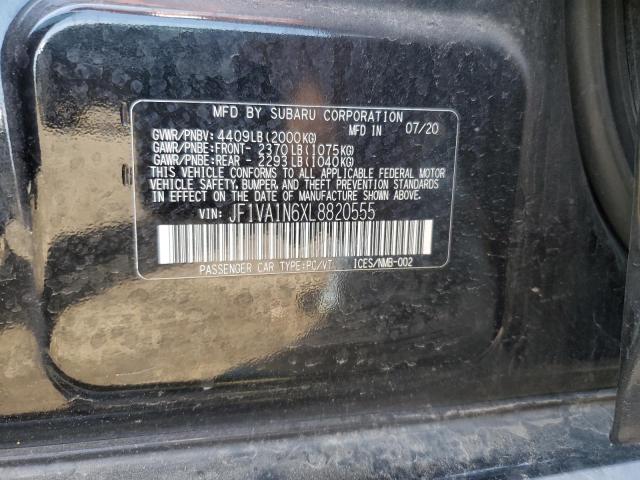 MFD BY SUBARU CORPORATION
MFD IN 07/20
GVWR/PNBV: 4409LB(2000KG)
GAWR/PNBE:FRONT- 2370LB(1075KG)
GAWR/PNBE:REAR - 2293LB(1040KG)
THIS VEHICLE CONFORMS TO ALL APPLICABLE FEDERAL MOTOR
VEHICLE SAFETY, BUMPER, AND THEFT PREVENTION STANDARDS
IN EFFECT ON THE DATE OF MANUFACTURE SHOWN ABOVE.
VIN: JF1VA1N6XL8820555
PASSENGER CAR TYPE:PC/VT. ICES/NMB-002